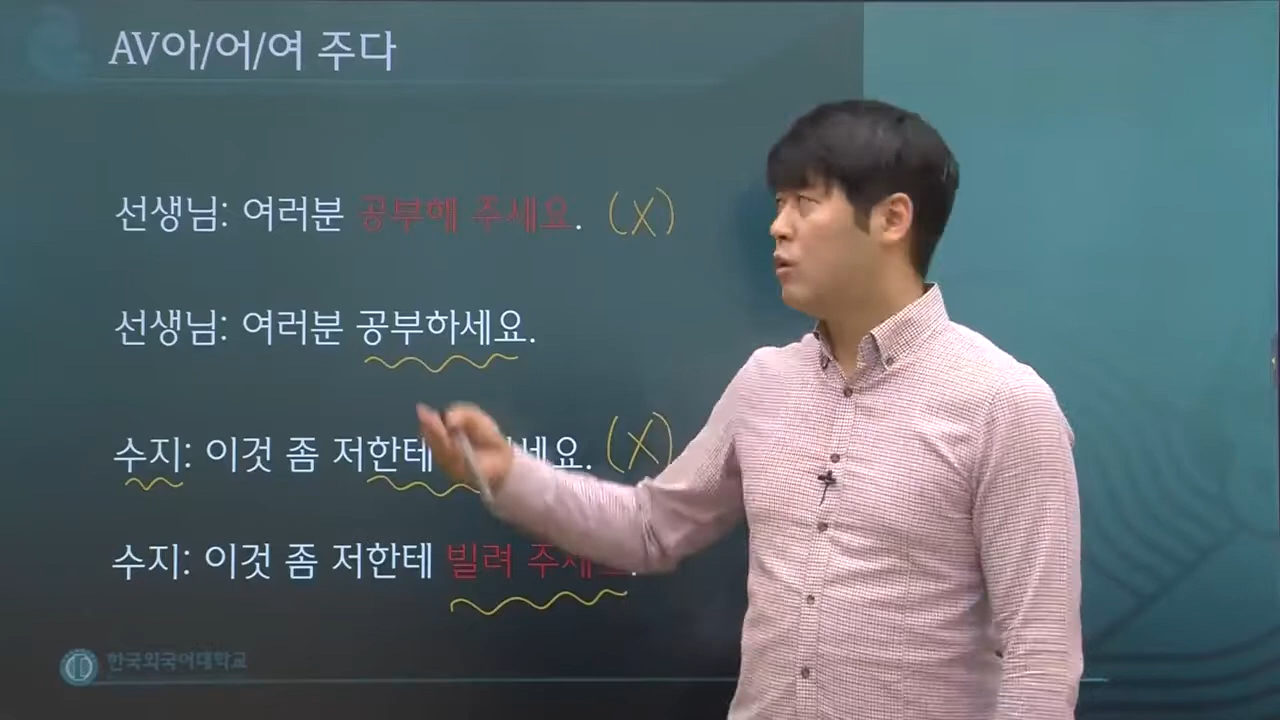 AV아/어/여 주다
선생님: 여러분 공부해 주세요. (X)
선생님: 여러분 공부하세요.
수지: 이것 좀 저한테 (X)
수지: 이것 좀 저한테 빌려 주세요.
한국외국어대학교